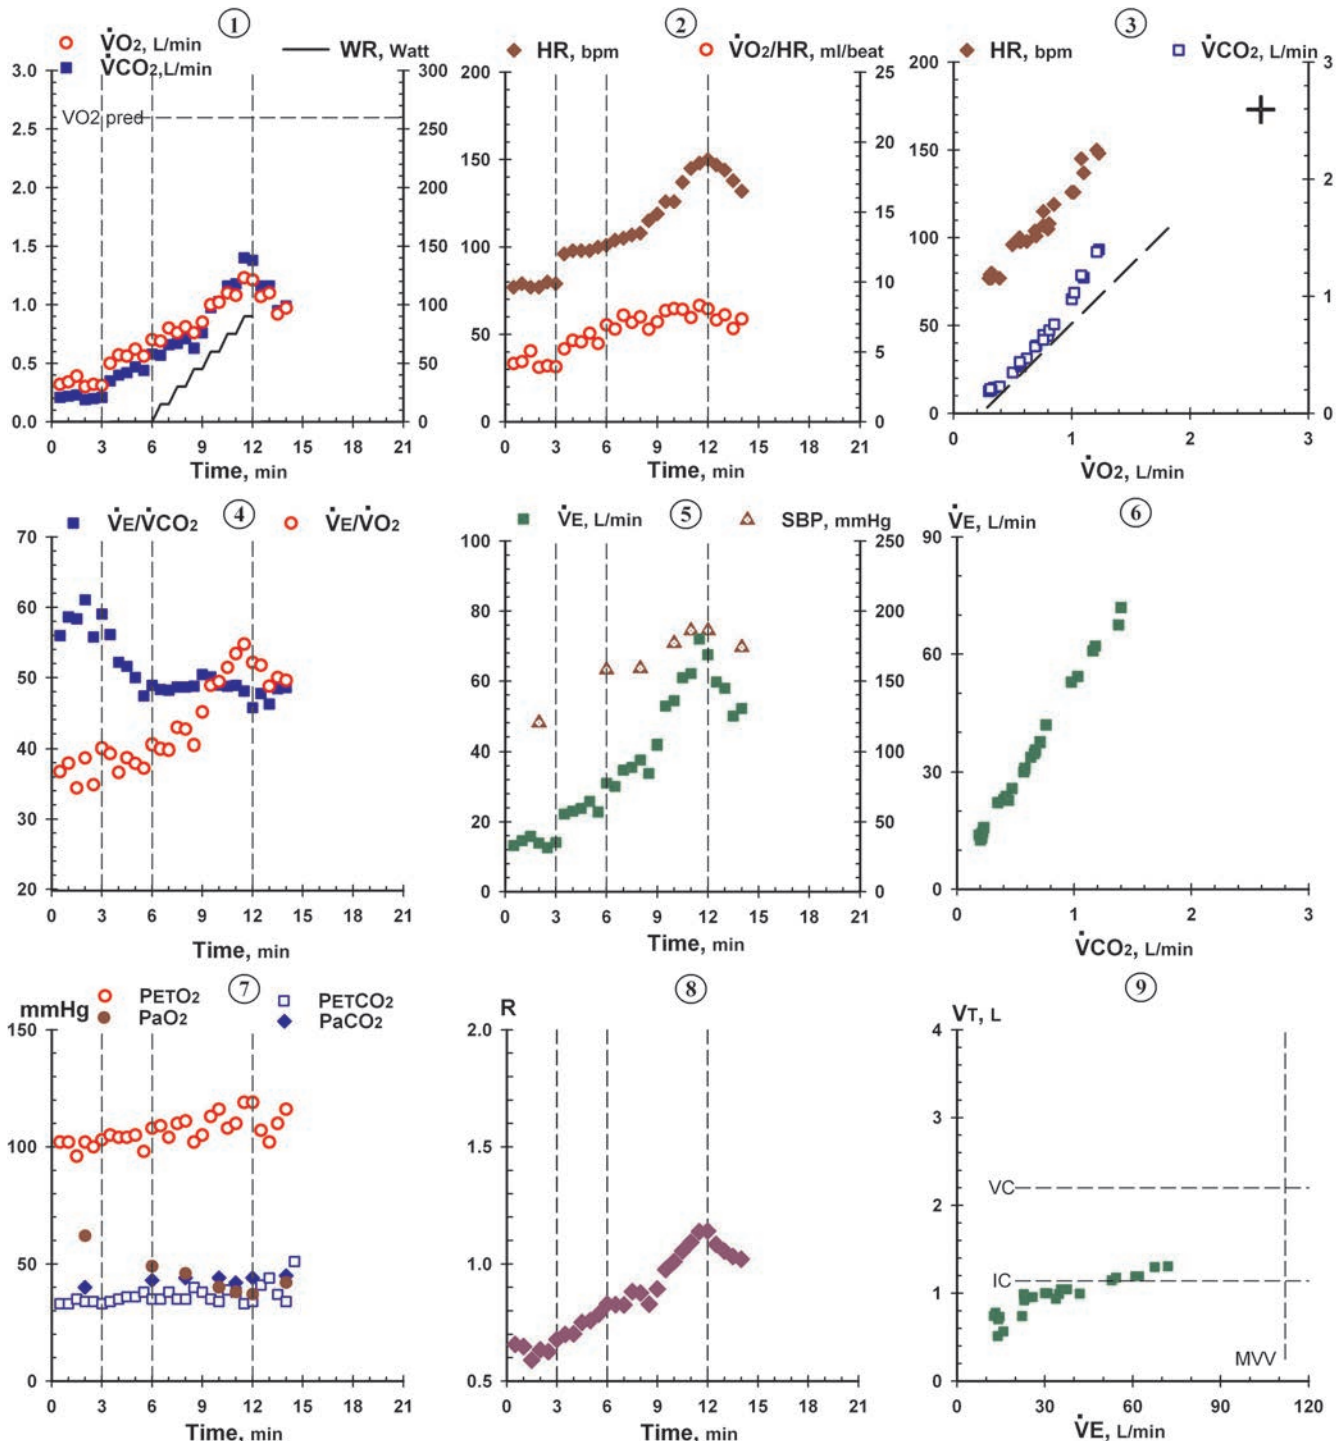 ① ② ③
V̇O2, L/min WR, Watt HR, bpm V̇O2/HR, ml/beat HR, bpm V̇CO2, L/min
V̇CO2,L/min
3.0 300 200 25 200 3
VO2 pred
2.5 250 20
2.0 200 150 150 2
15
1.5 150 100 100
10
1.0 100 1
50 50
0.5 50 5
0.0 0 0 0 0 0
0 3 6 9 12 15 18 21 0 3 6 9 12 15 18 21 0 1 2 3
Time, min Time, min V̇O2, L/min
④ ⑤ ⑥
V̇E/V̇CO2 V̇E/V̇O2 V̇E, L/min SBP, mmHg V̇E, L/min
70 100 250 90
60 80 200
50 60 150 60
40 40 100 30
30 20 50
20 0 0 0
0 3 6 9 12 15 18 21 0 3 6 9 12 15 18 21 0 1 2 3
Time, min Time, min V̇CO2, L/min
⑦ ⑧ ⑨
mmHg PETO2 PETCO2 R VT, L
PaO2 PaCO2
150 2.0 4
100 1.5 3
VC
2
50 1.0 IC
1
MVV
0 0.5 0
0 3 6 9 12 15 18 21 0 3 6 9 12 15 18 21 0 30 60 90 120
Time, min Time, min V̇E, L/min